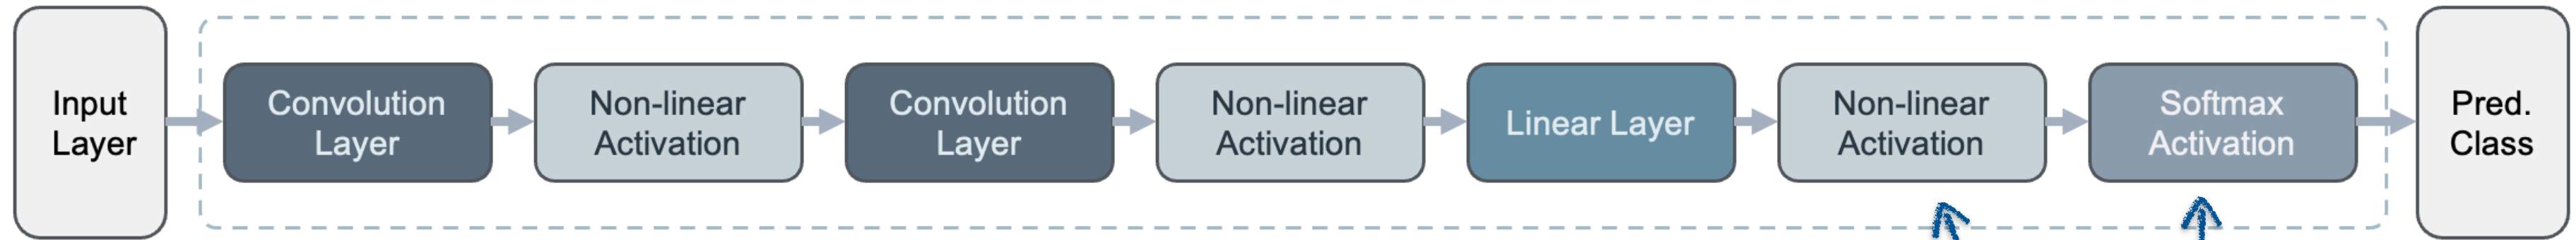 Input
Layer
Convolution
Layer
Non-linear
Activation
Convolution
Layer
Non-linear
Activation
Linear Layer
Non-linear
Activation
Softmax
Activation
Pred.
Class